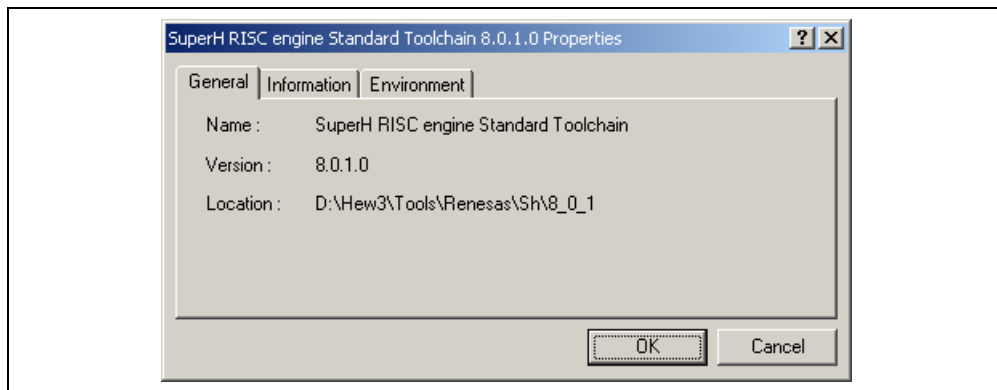 SuperH RISC engine Standard Toolchain 8.0.1.0 Properties
General Information Environment
Name : SuperH RISC engine Standard Toolchain
Version : 8.0.1.0
Location : D:\Hew3\Tools\Renesas\Sh\8_0_1
OK Cancel